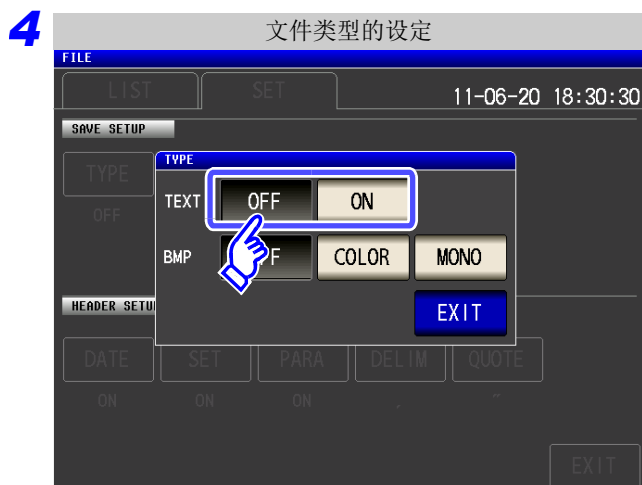 4 文件类型的设定
FILE
LIST SET 11-06-20 18:30:30
SAVE SETUP
TYPE
OFF
TYPE
TEXT OFF ON
BMP COLOR MONO
EXIT
HEADER SETU
DATE SET PARA DELIM QUOTE
ON ON ON , "
EXIT